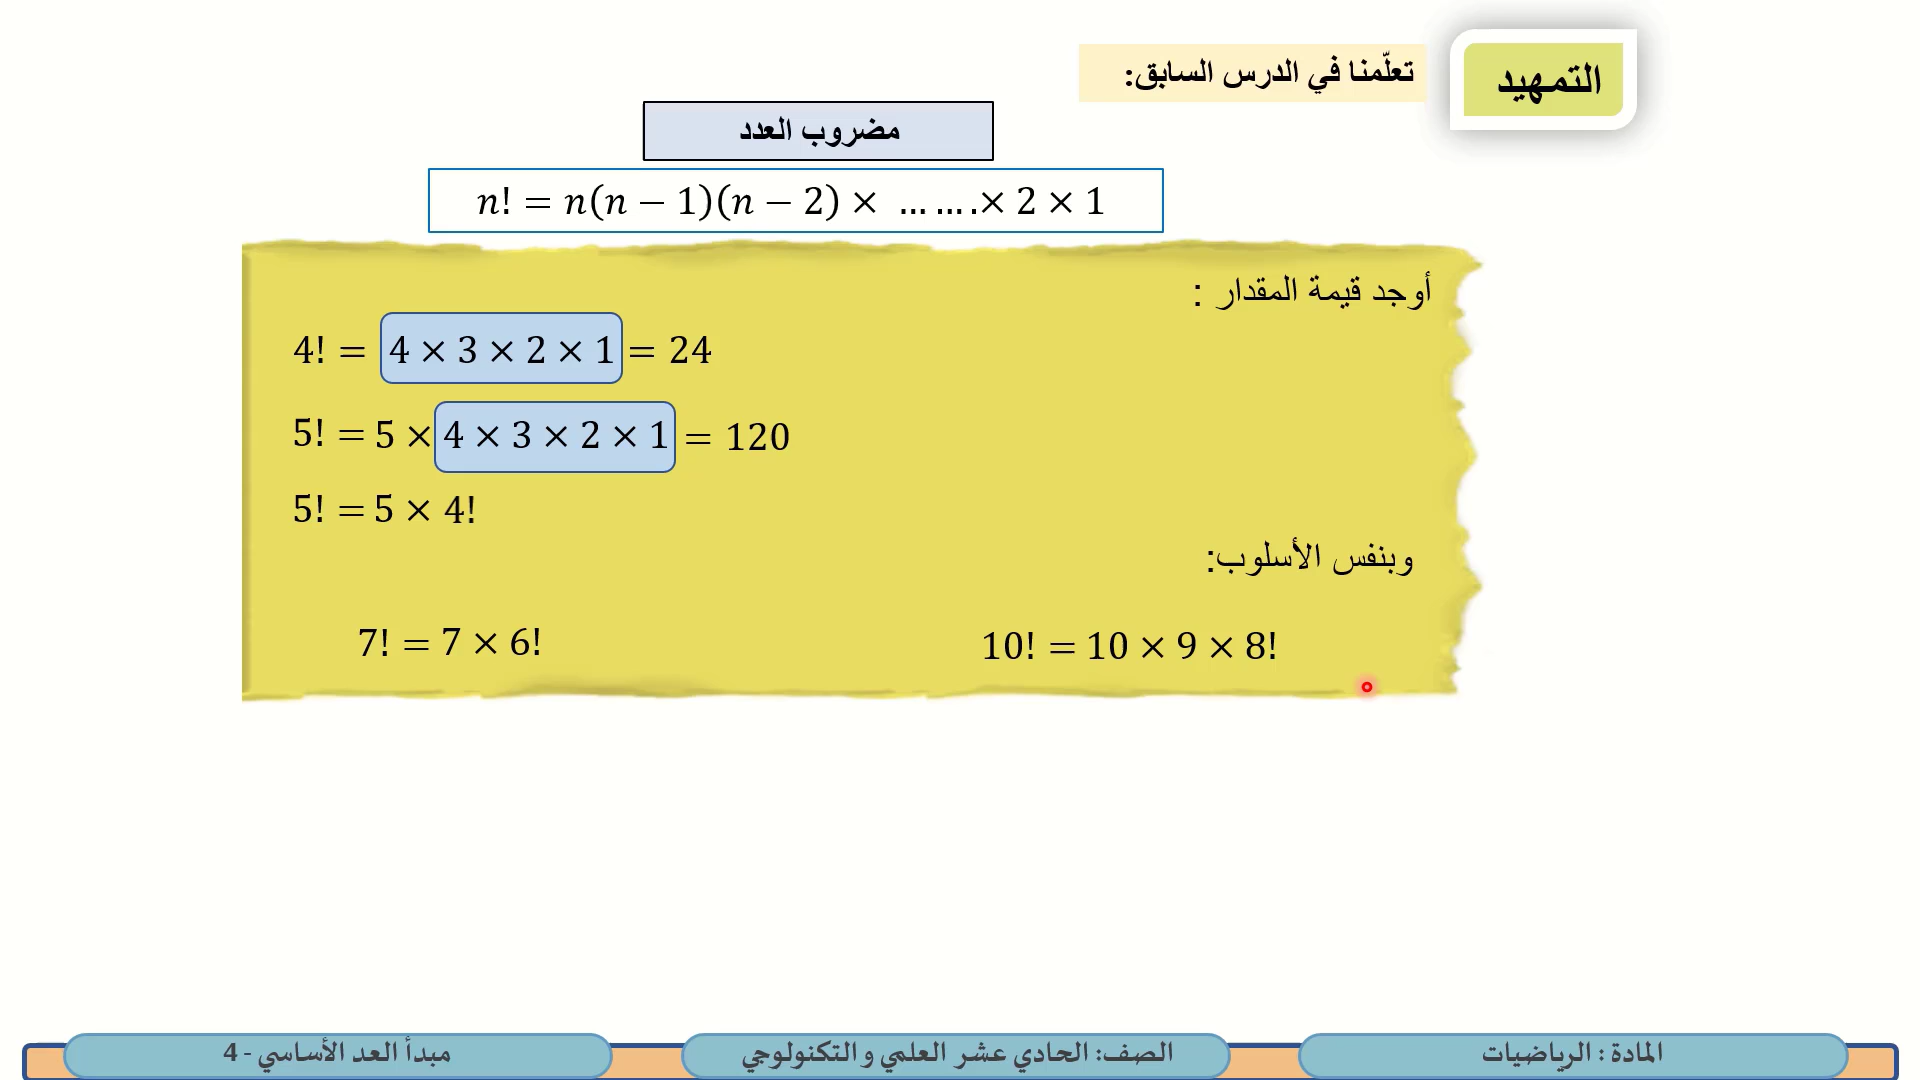 التمهيد
تعلّمنا في الدرس السابق:
مضروب العدد
n! = n(n − 1)(n − 2) × … … .× 2 × 1
أوجد قيمة المقدار :
4! = 4 × 3 × 2 × 1 = 24
5! = 5 × 4 × 3 × 2 × 1 = 120
5! = 5 × 4!
وبنفس الأسلوب:
7! = 7 × 6!
10! = 10 × 9 × 8!
المادة : الرياضيات
الصف: الحادي عشر العلمي و التكنولوجي
مبدأ العد الأساسي - 4